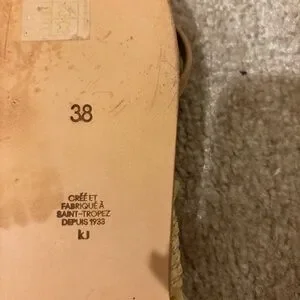 38
CRÉÉ ET
FABRIQUÉ À
SAINT-TROPEZ
DEPUIS 1933
KJ